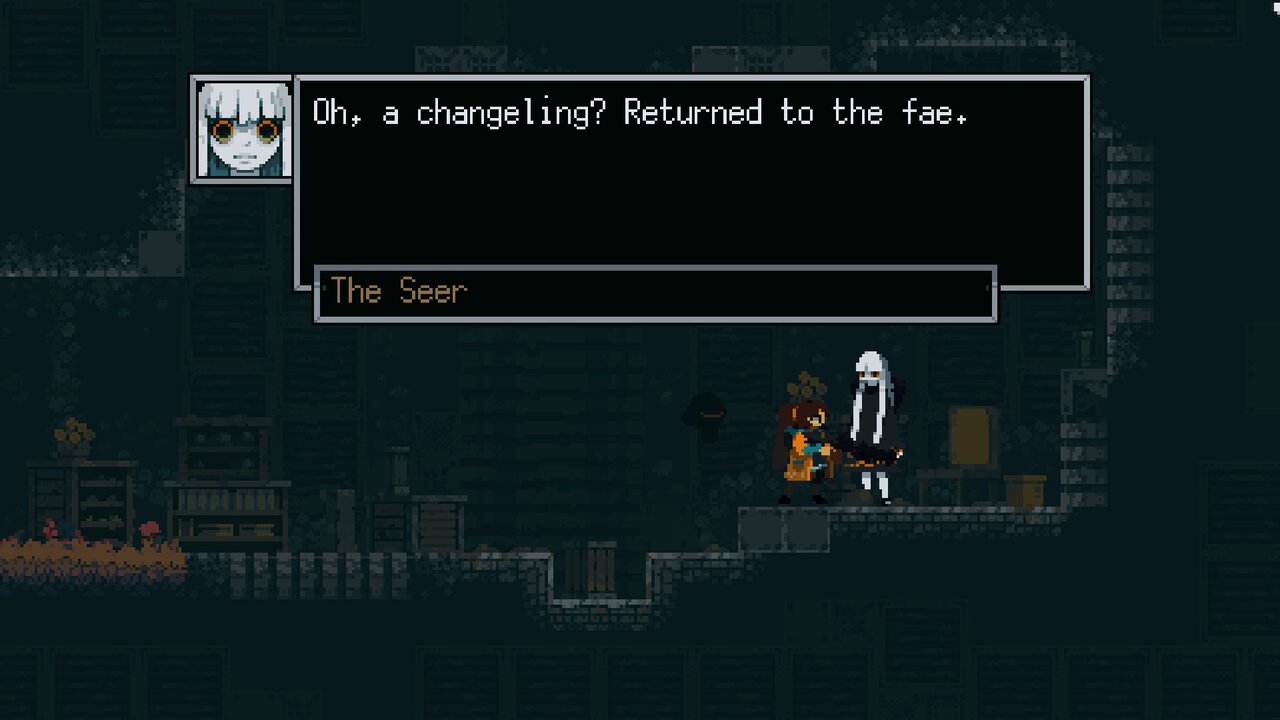 Oh, a changeling? Returned to the fae.
The Seer